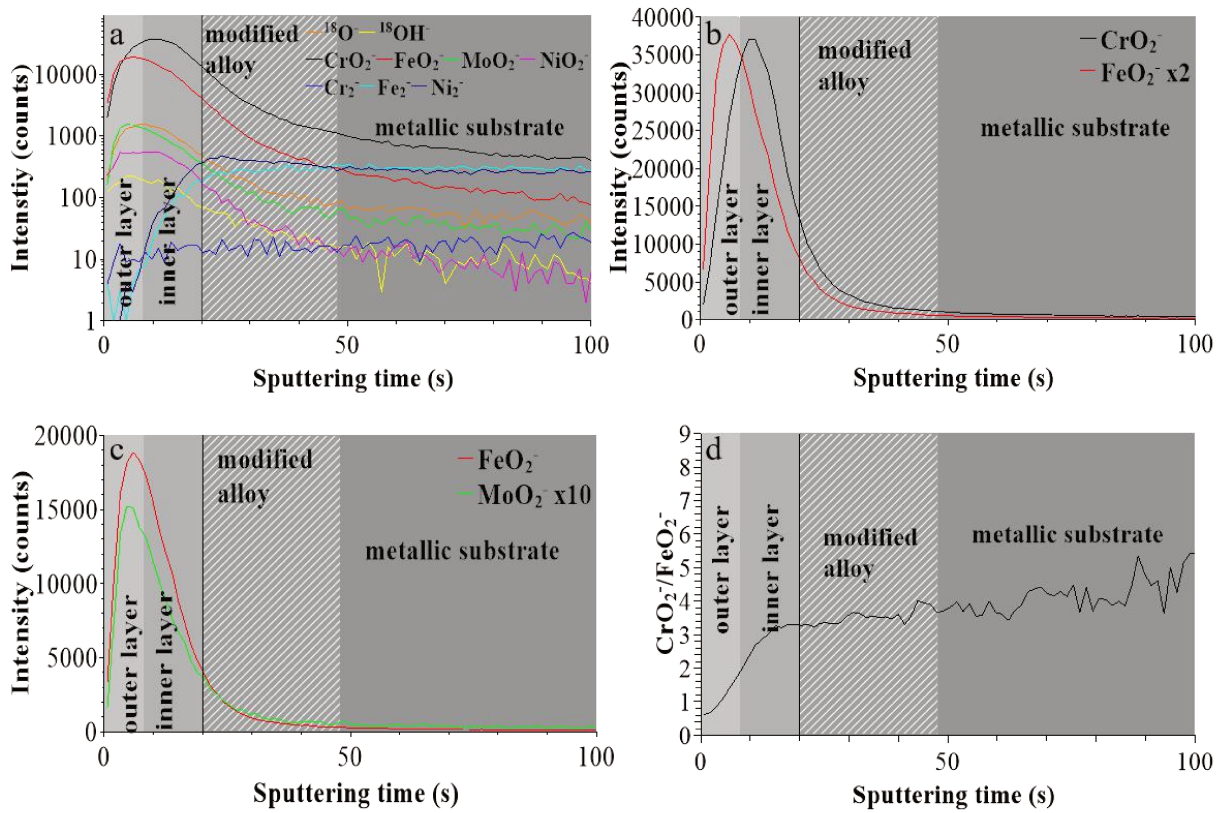 a
modified
alloy
¹⁸O⁻ ¹⁸OH⁻
CrO₂⁻ FeO₂⁻ MoO₂⁻ NiO₂⁻
Cr₂⁻ Fe₂⁻ Ni₂⁻
metallic substrate
outer layer
inner layer
Intenstiy (counts)
10000
1000
100
10
1
0 50 100
Sputtering time (s)
b
CrO₂⁻
FeO₂⁻ x2
modified
alloy
metallic substrate
outer layer
inner layer
Intensity (counts)
40000
35000
30000
25000
20000
15000
10000
5000
0
0 50 100
Sputtering time (s)
c
modified
alloy
FeO₂⁻
MoO₂⁻ x10
metallic substrate
outer layer
inner layer
Intensity (counts)
20000
15000
10000
5000
0
0 50 100
Sputtering time (s)
d
modified
alloy
metallic substrate
outer layer
inner layer
CrO₂⁻/FeO₂⁻
9
8
7
6
5
4
3
2
1
0
0 50 100
Sputtering time (s)